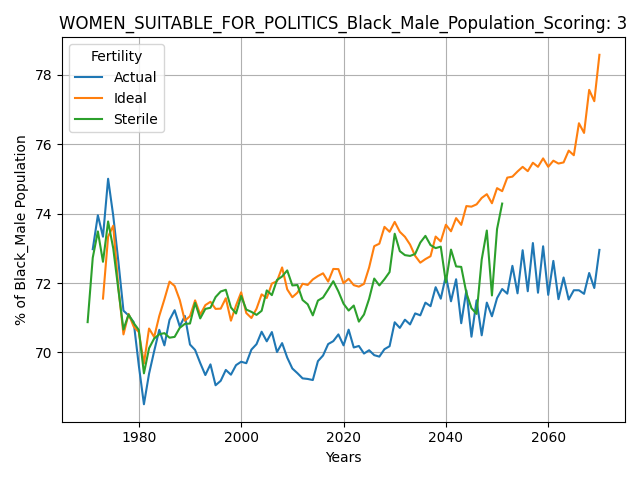 WOMEN_SUITABLE_FOR_POLITICS_Black_Male_Population_Scoring: 3
Fertility
Actual
Ideal
Sterile
% of Black_Male Population
78
76
74
72
70
1980
2000
2020
2040
2060
Years